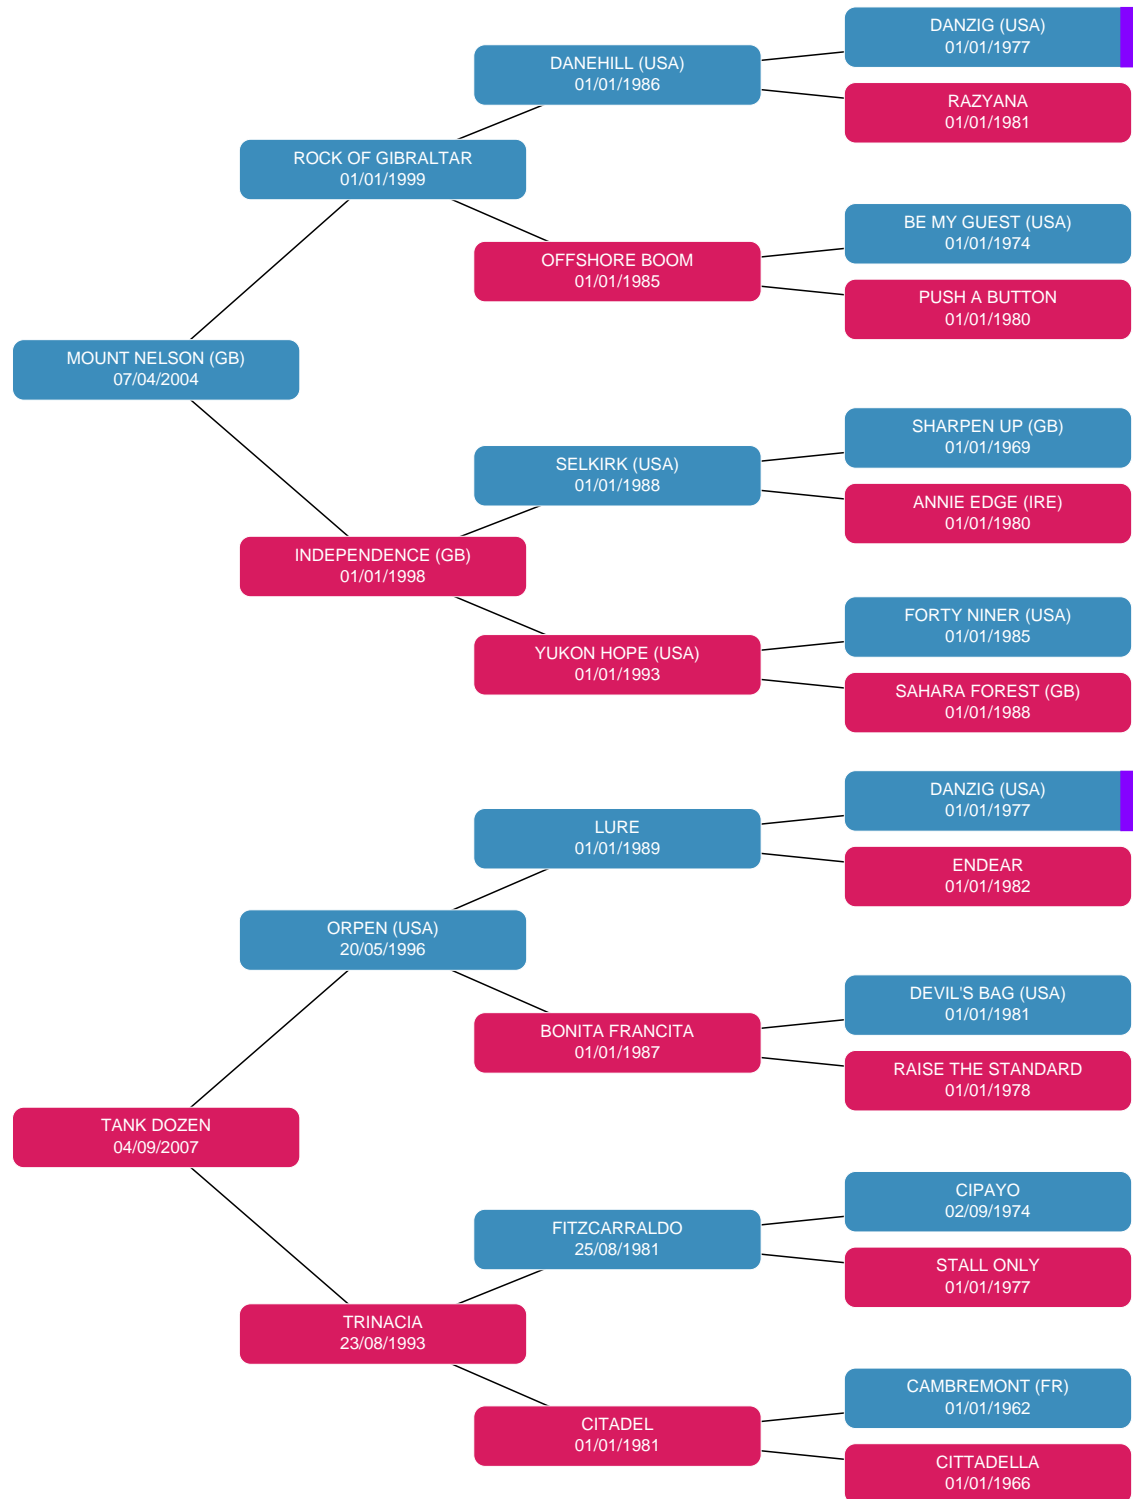 DANZIG (USA)
01/01/1977
DANEHILL (USA)
01/01/1986
RAZYANA
01/01/1981
ROCK OF GIBRALTAR
01/01/1999
BE MY GUEST (USA)
01/01/1974
OFFSHORE BOOM
01/01/1985
PUSH A BUTTON
01/01/1980
MOUNT NELSON (GB)
07/04/2004
SHARPEN UP (GB)
01/01/1969
SELKIRK (USA)
01/01/1988
ANNIE EDGE (IRE)
01/01/1980
INDEPENDENCE (GB)
01/01/1998
FORTY NINER (USA)
01/01/1985
YUKON HOPE (USA)
01/01/1993
SAHARA FOREST (GB)
01/01/1988
DANZIG (USA)
01/01/1977
LURE
01/01/1989
ENDEAR
01/01/1982
ORPEN (USA)
20/05/1996
DEVIL'S BAG (USA)
01/01/1981
BONITA FRANCITA
01/01/1987
RAISE THE STANDARD
01/01/1978
TANK DOZEN
04/09/2007
CIPAYO
02/09/1974
FITZCARRALDO
25/08/1981
STALL ONLY
01/01/1977
TRINACIA
23/08/1993
CAMBREMONT (FR)
01/01/1962
CITADEL
01/01/1981
CITTADELLA
01/01/1966